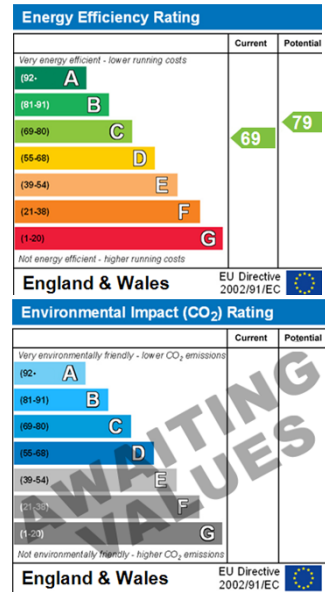 Energy Efficiency Rating
Current Potential
Very energy efficient - lower running costs
(92- A
(81-91) B
(69-80) C
(55-68) D
(39-54) E
(21-38) F
(1-20) G
69
79
Not energy efficient - higher running costs
England & Wales
EU Directive
2002/91/EC
Environmental Impact (CO₂) Rating
Current Potential
Very environmentally friendly - lower CO₂ emissions
(92- A
(81-91) B
(69-80) C
(55-68) D
(39-54) E
(21-38) F
(1-20) G
AWAITING
VALUES
Not environmentally friendly - higher CO₂ emissions
England & Wales
EU Directive
2002/91/EC